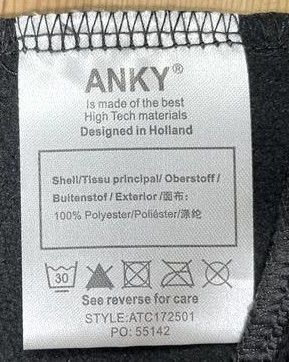 ANKY®
Is made of the best
High Tech materials
Designed in Holland
Shell/Tissu principal/ Oberstoff /
Buitenstof / Exterior /面布:
100% Polyester/Poliéster/涤纶
30
See reverse for care
STYLE:ATC172501
PO: 55142